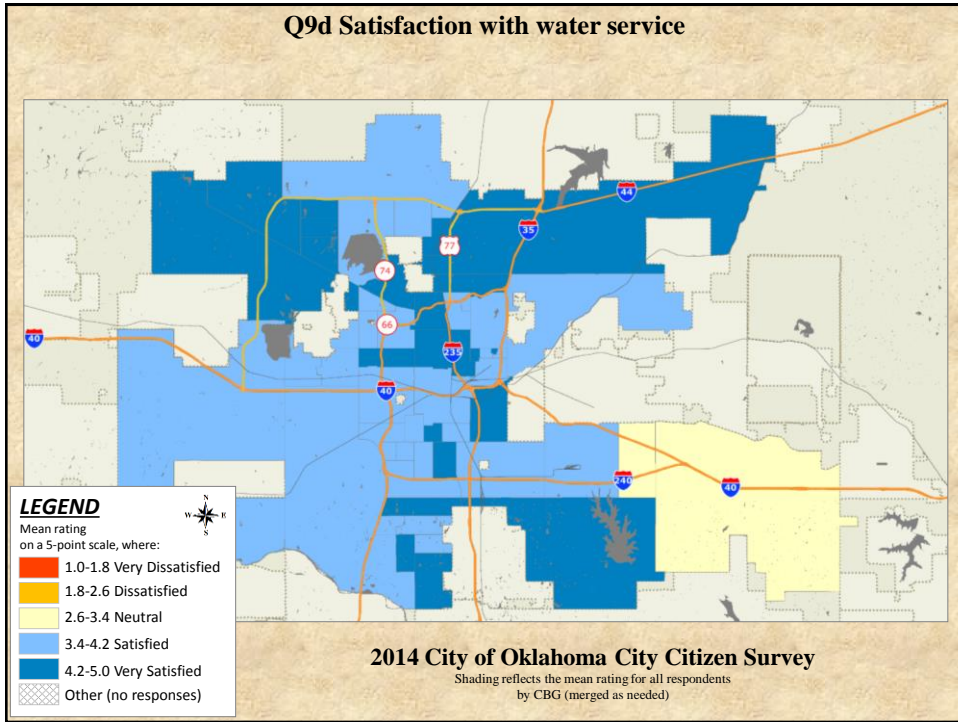 Q9d Satisfaction with water service
44
35
77
74
66
40
235
40
240
40
LEGEND
Mean rating
on a 5-point scale, where:
N
W E
S
1.0-1.8 Very Dissatisfied
1.8-2.6 Dissatisfied
2.6-3.4 Neutral
3.4-4.2 Satisfied
4.2-5.0 Very Satisfied
Other (no responses)
2014 City of Oklahoma City Citizen Survey
Shading reflects the mean rating for all respondents
by CBG (merged as needed)